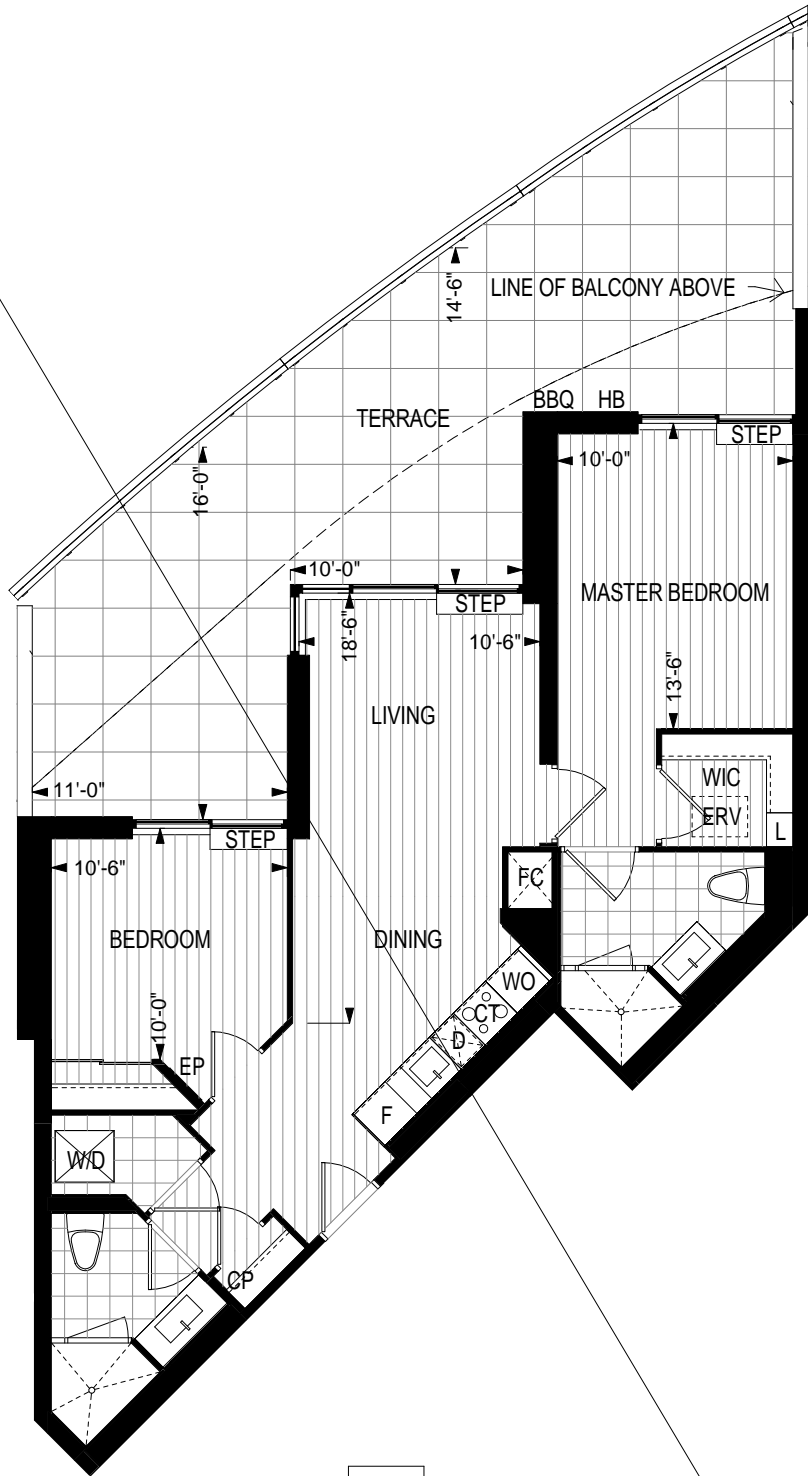 14'-6"
LINE OF BALCONY ABOVE
BBQ HB
TERRACE
STEP
16'-0"
10'-0"
10'-0"
STEP
MASTER BEDROOM
18'-6"
10'-6"
13'-6"
LIVING
WIC
11'-0"
ERV
STEP
L
10'-6"
FC
BEDROOM
DINING
WO
CT
10'-0"
D
EP
F
W/D
CP